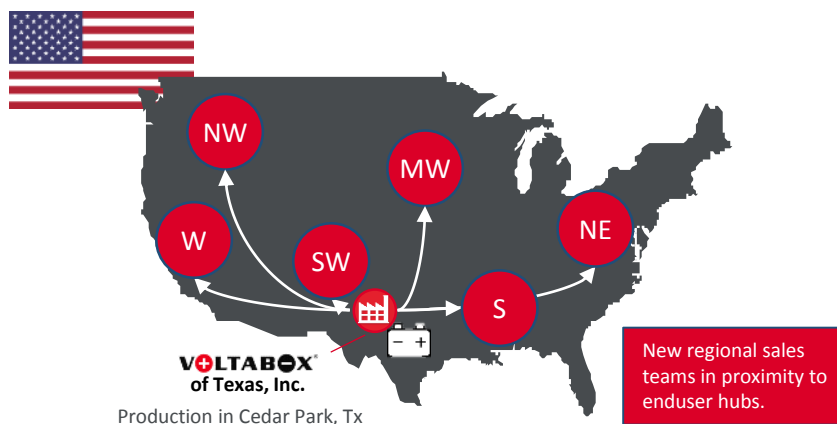 NW
MW
W
SW
NE
S
VOLTABOX®
of Texas, Inc.
Production in Cedar Park, Tx
New regional sales
teams in proximity to
enduser hubs.